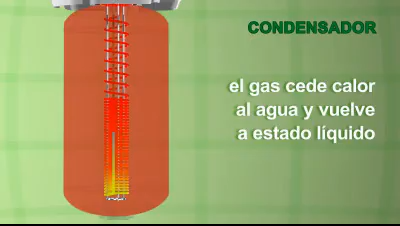 CONDENSADOR
el gas cede calor
al agua y vuelve
a estado líquido